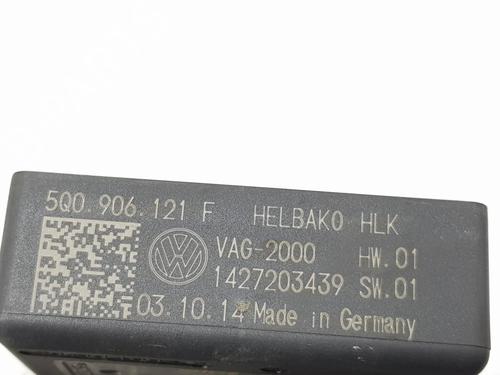 5Q0.906.121 F HELBAKO HLK
VAG-2000 HW.01
1427203439 SW.01
03.10.14 Made in Germany